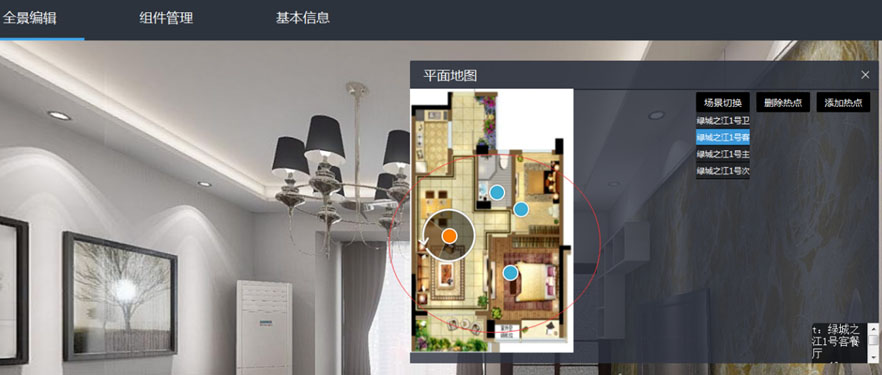 全景编辑
组件管理
基本信息
平面地图
场景切换
删除热点
添加热点
绿城之江1号卫
绿城之江1号客
绿城之江1号主
绿城之江1号次
t: 绿城之
江1号客餐
厅